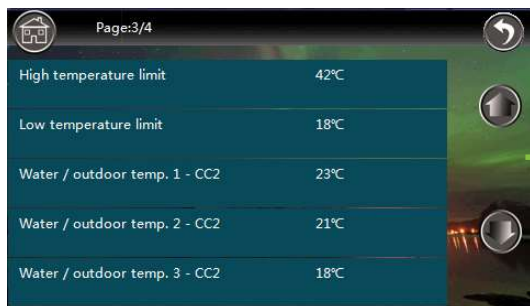 Page:3/4
High temperature limit 42℃
Low temperature limit 18℃
Water / outdoor temp. 1 - CC2 23℃
Water / outdoor temp. 2 - CC2 21℃
Water / outdoor temp. 3 - CC2 18℃